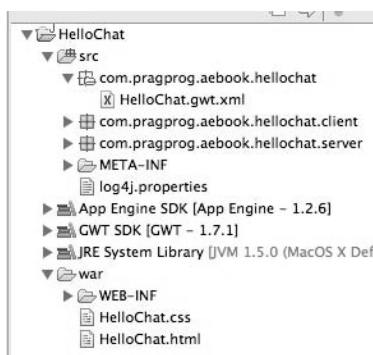 HelloChat
src
com.pragprog.aebook.hellochat
HelloChat.gwt.xml
com.pragprog.aebook.hellochat.client
com.pragprog.aebook.hellochat.server
META-INF
log4j.properties
App Engine SDK [App Engine - 1.2.6]
GWT SDK [GWT - 1.7.1]
JRE System Library [JVM 1.5.0 (MacOS X Def
war
WEB-INF
HelloChat.css
HelloChat.html